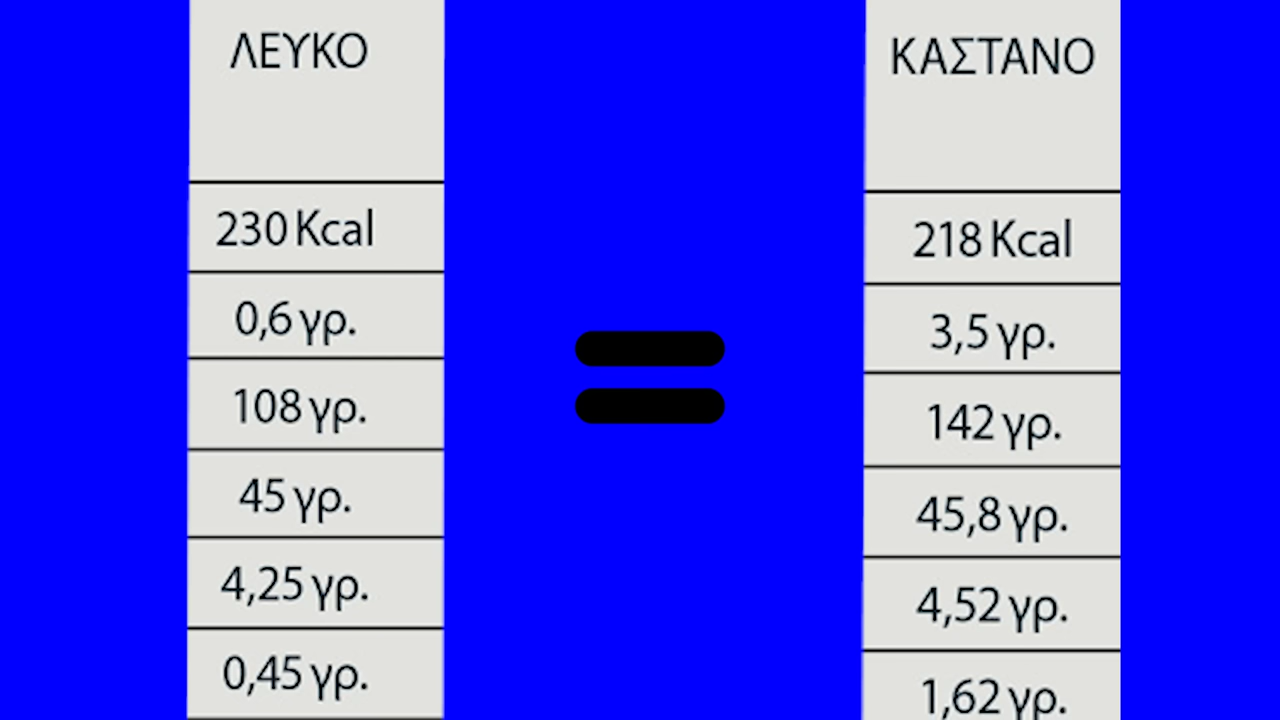 ΛΕΥΚΟ
230 Kcal
0,6 γρ.
108 γρ.
45 γρ.
4,25 γρ.
0,45 γρ.
=
ΚΑΣΤΑΝΟ
218 Kcal
3,5 γρ.
142 γρ.
45,8 γρ.
4,52 γρ.
1,62 γρ.